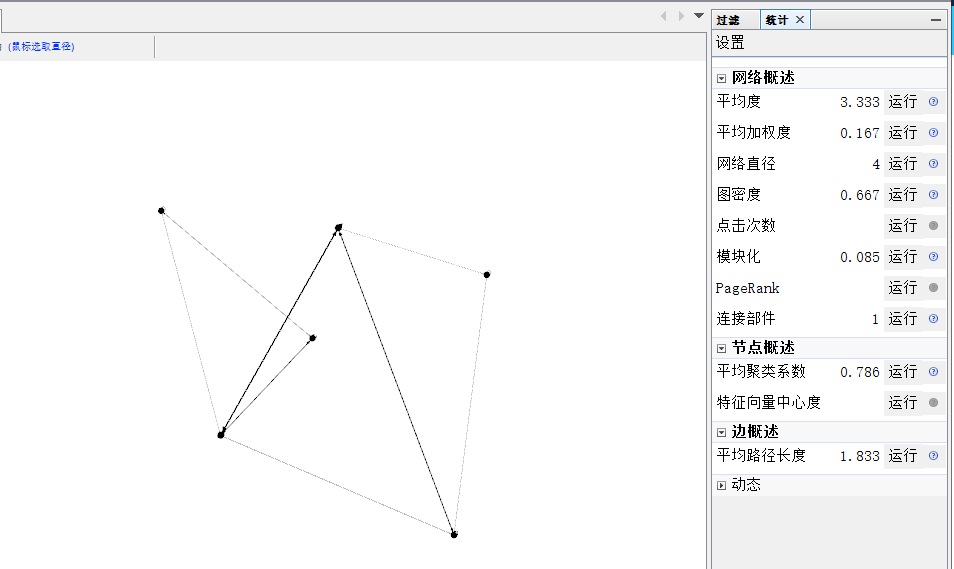 过滤 统计
(鼠标选取直径)
设置
网络概述
平均度 3.333 运行
平均加权度 0.167 运行
网络直径 4 运行
图密度 0.667 运行
点击次数 运行
模块化 0.085 运行
PageRank 运行
连接部件 1 运行
节点概述
平均聚类系数 0.786 运行
特征向量中心度 运行
边概述
平均路径长度 1.833 运行
动态